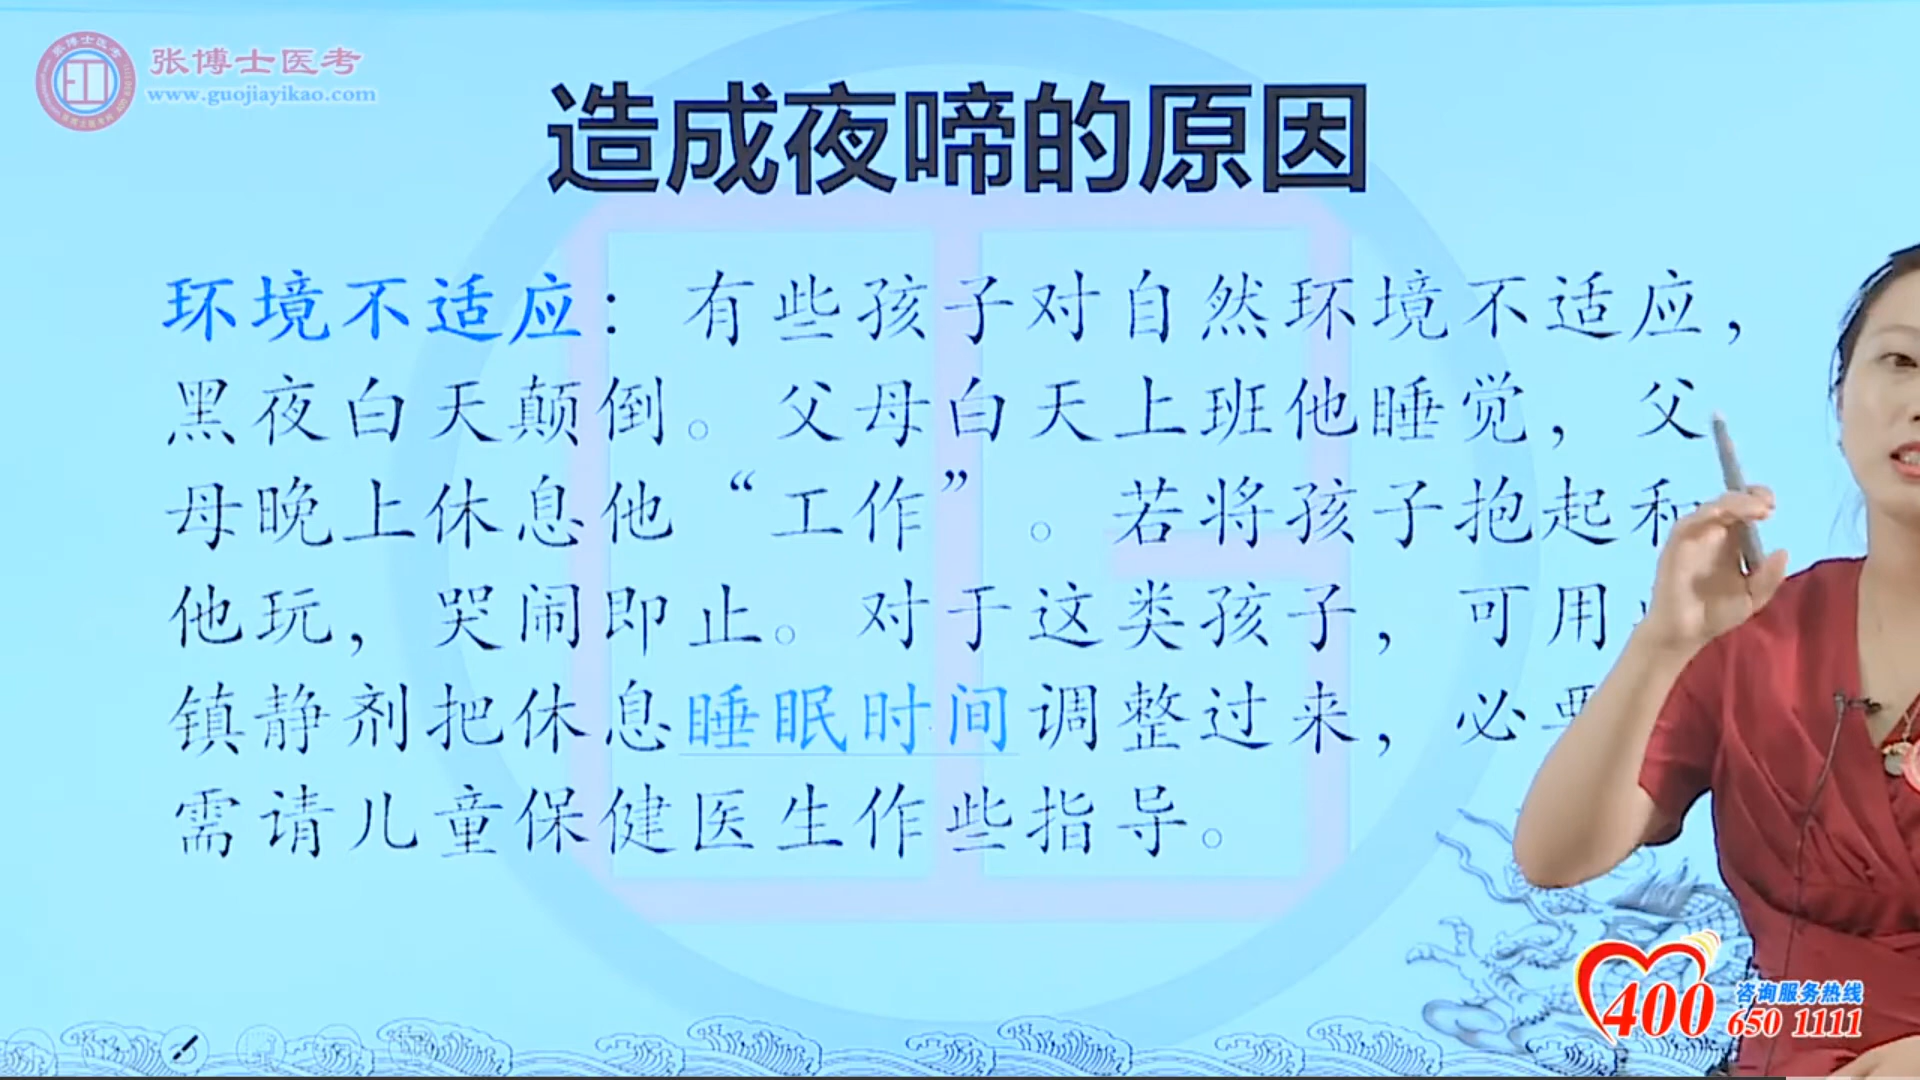 张博士医考
www.guojiayikao.com
造成夜啼的原因
环境不适应：有些孩子对自然环境不适应，
黑夜白天颠倒。父母白天上班他睡觉，父
母晚上休息他“工作”。若将孩子抱起和
他玩，哭闹即止。对于这类孩子，可用
镇静剂把休息睡眠时间调整过来，必要
需请儿童保健医生作些指导。
咨询服务热线
400 650 1111